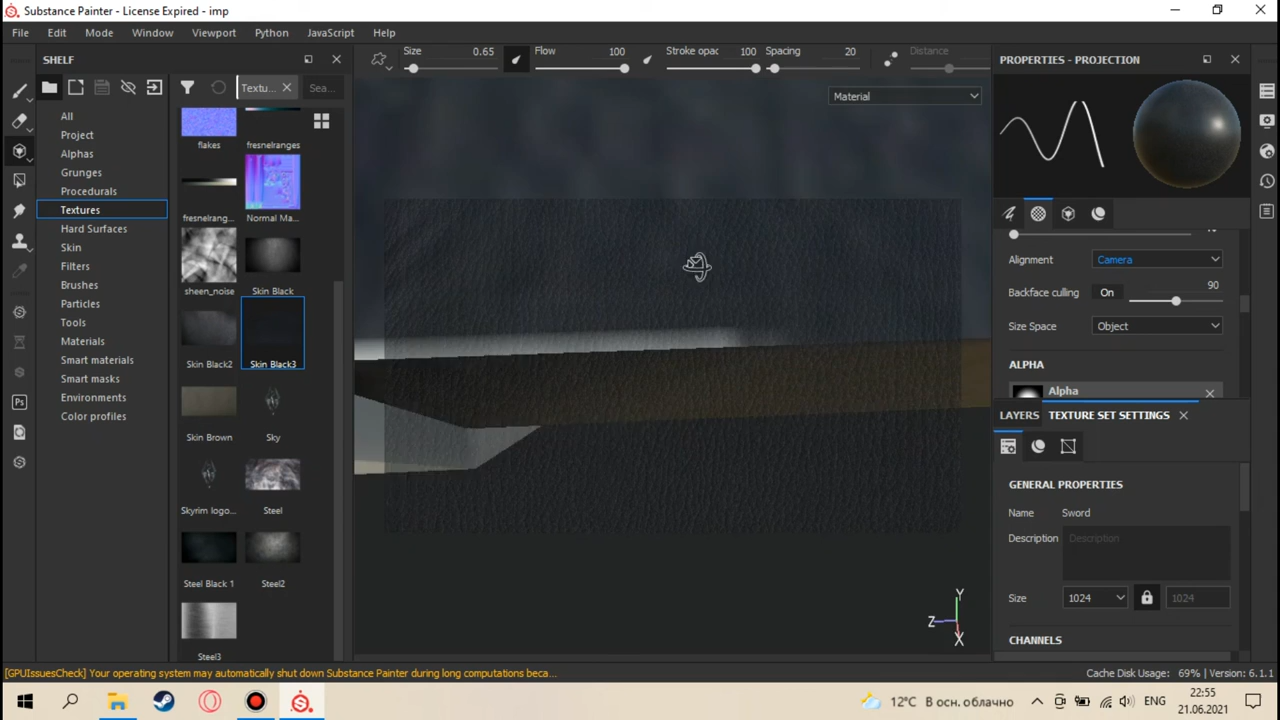 Substance Painter - License Expired - imp
File Edit Mode Window Viewport Python JavaScript Help
SHELF
Size 0.65 Flow 100 Stroke opac 100 Spacing 20 Distance
PROPERTIES - PROJECTION
Textu... Sea...
Material
All
Project
Alphas
Grunges
Procedurals
Textures
Hard Surfaces
Skin
Filters
Brushes
Particles
Tools
Materials
Smart materials
Smart masks
Environments
Color profiles
flakes fresnelranges
fresnelrang... Normal Ma...
sheen_noise Skin Black
Skin Black2 Skin Black3
Skin Brown Sky
Skyrim logo... Steel
Steel Black 1 Steel2
Steel3
Ps
Y
Z
X
Alignment Camera
Backface culling On 90
Size Space Object
ALPHA
Alpha
LAYERS TEXTURE SET SETTINGS
GENERAL PROPERTIES
Name Sword
Description Description
Size 1024 1024
CHANNELS
[GPUIssuesCheck] Your operating system may automatically shut down Substance Painter during long computations beca...
Cache Disk Usage: 69% | Version: 6.1.1
12°C В осн. облачно
ENG
22:55
21.06.2021